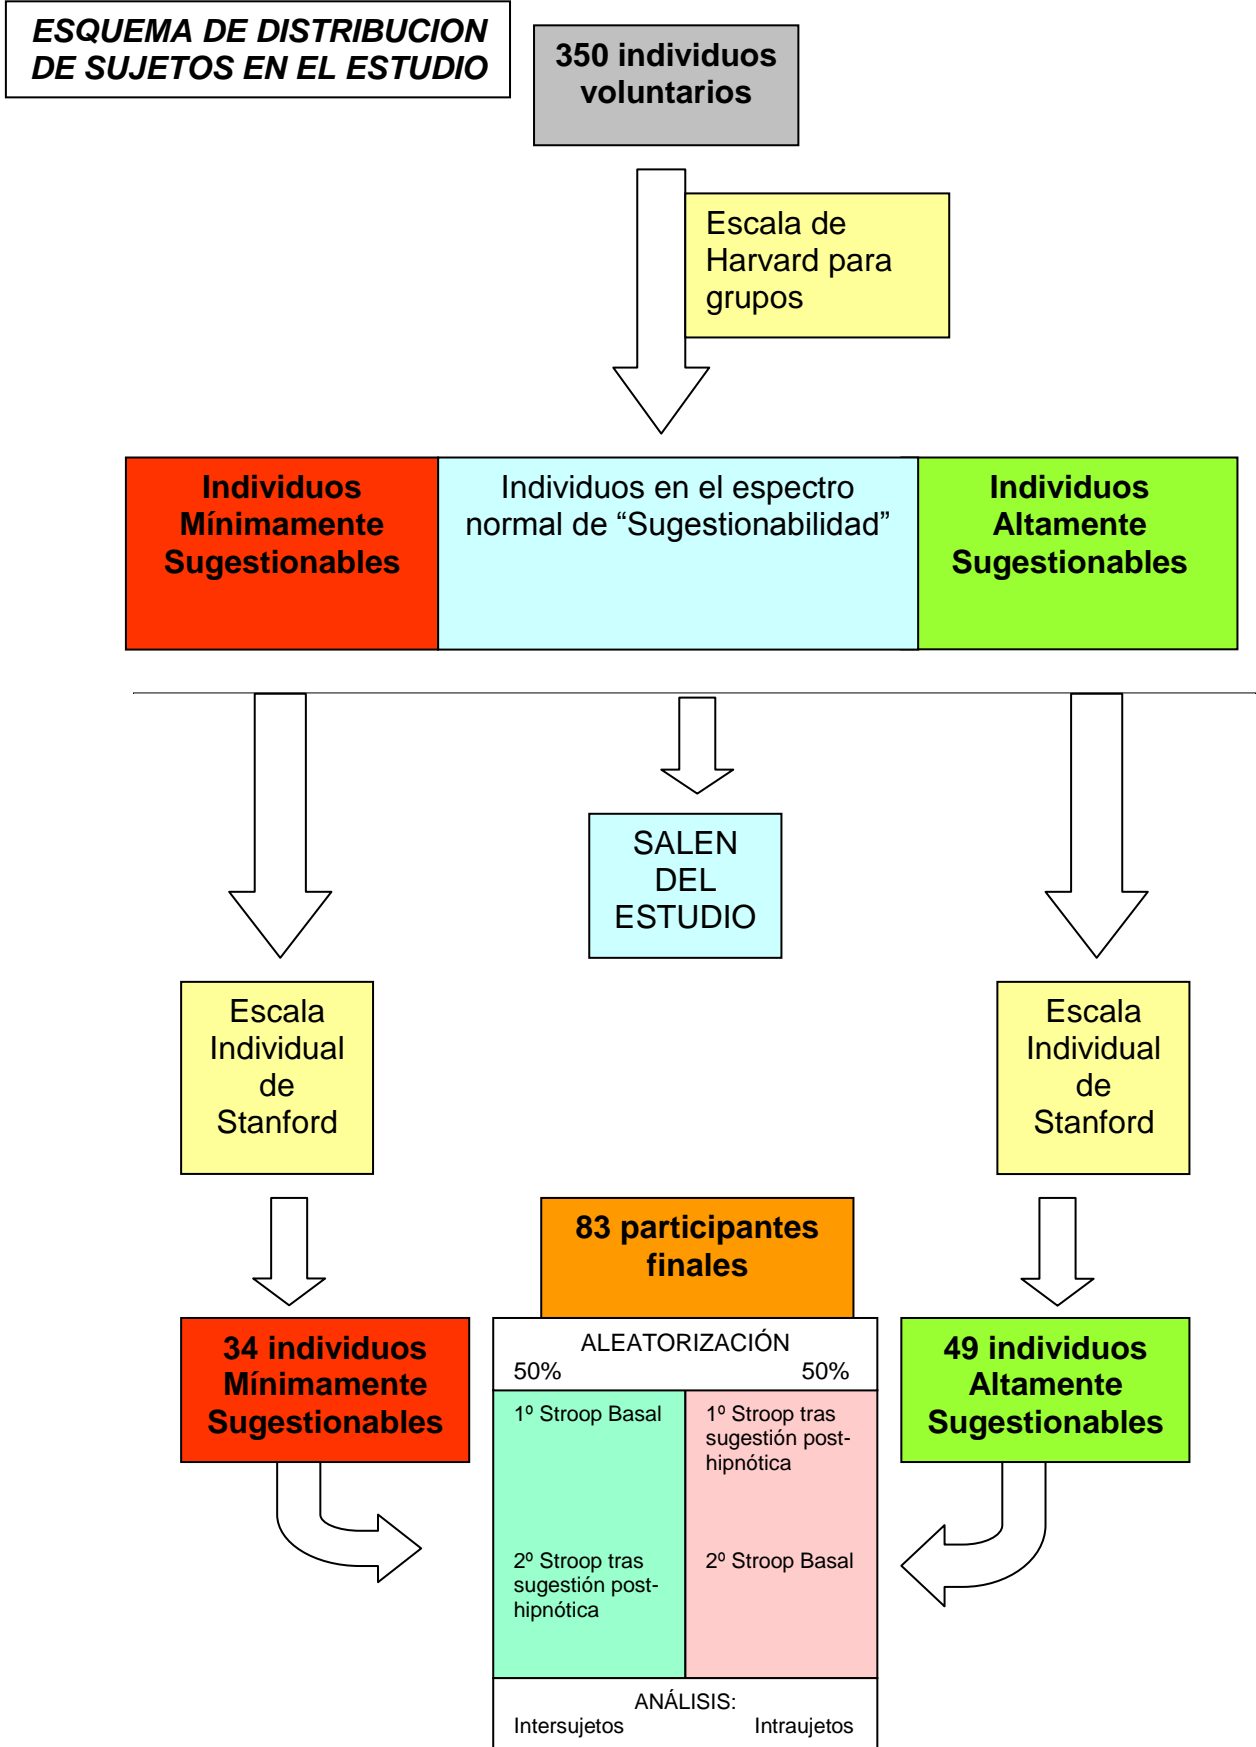 ESQUEMA DE DISTRIBUCION
DE SUJETOS EN EL ESTUDIO
350 individuos
voluntarios
Escala de
Harvard para
grupos
Individuos
Mínimamente
Sugestionables
Individuos en el espectro
normal de “Sugestionabilidad”
Individuos
Altamente
Sugestionables
SALEN
DEL
ESTUDIO
Escala
Individual
de
Stanford
Escala
Individual
de
Stanford
83 participantes
finales
34 individuos
Mínimamente
Sugestionables
ALEATORIZACIÓN
50% 50%
1º Stroop Basal
2º Stroop tras
sugestión post-
hipnótica
1º Stroop tras
sugestión post-
hipnótica
2º Stroop Basal
ANÁLISIS:
Intersujetos Intraujetos
49 individuos
Altamente
Sugestionables